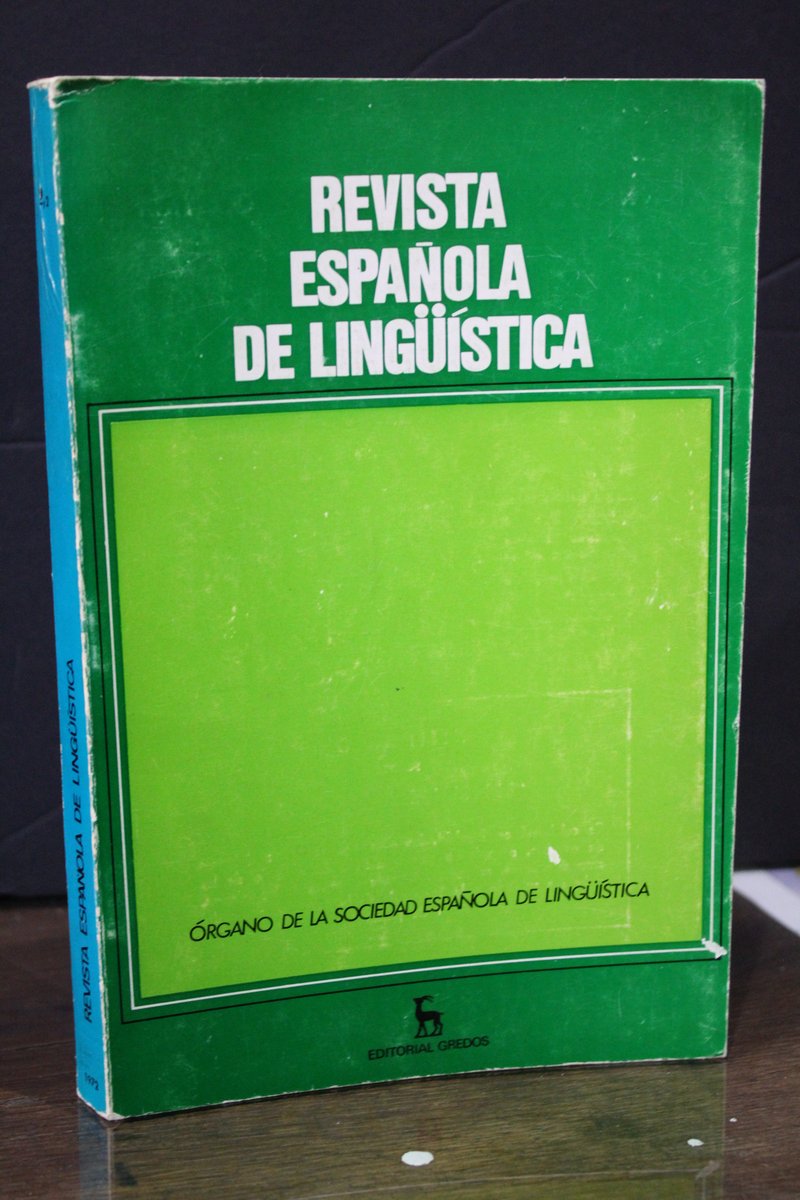 REVISTA
ESPAÑOLA
DE LINGÜÍSTICA
ÓRGANO DE LA SOCIEDAD ESPAÑOLA DE LINGÜÍSTICA
EDITORIAL GREDOS
REVISTA ESPAÑOLA DE LINGÜÍSTICA